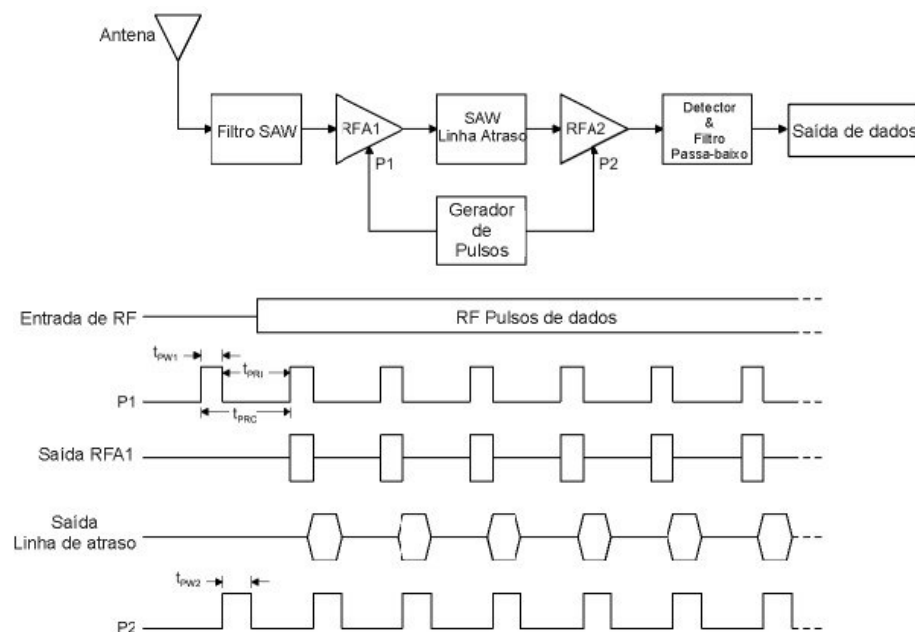 Antena
Filtro SAW
RFA1
SAW
Linha Atraso
RFA2
Detector
&
Filtro
Passa-baixo
Saída de dados
P1
P2
Gerador
de
Pulsos
Entrada de RF
RF Pulsos de dados
tPW1
tPRI
P1
tPRC
Saída RFA1
Saída
Linha de atraso
tPW2
P2